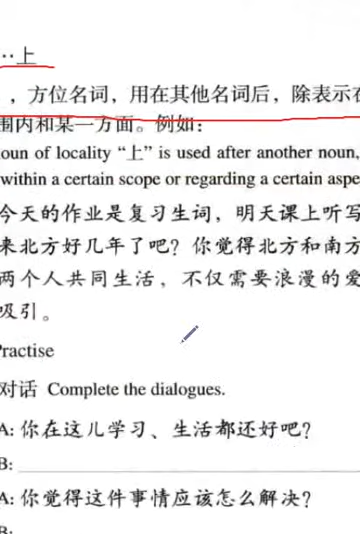 ··上
，方位名词，用在其他名词后，除表示在
围内和某一方面。例如：
oun of locality “上” is used after another noun,
within a certain scope or regarding a certain aspe
今天的作业是复习生词，明天课上听写
来北方好几年了吧？你觉得北方和南方
两个人共同生活，不仅需要浪漫的爱
吸引。
Practise
对话 Complete the dialogues.
A: 你在这儿学习、生活都还好吧？
B:
A: 你觉得这件事情应该怎么解决？
B: